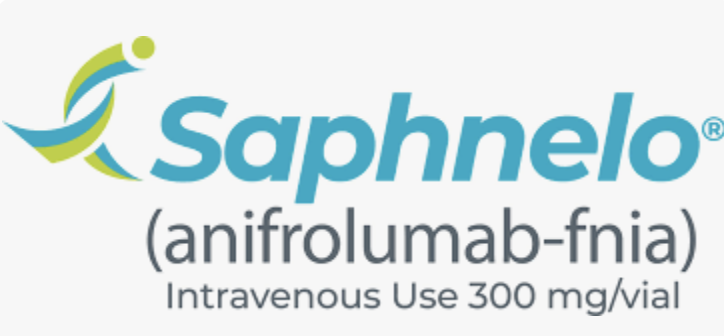 Saphnelo®
(anifrolumab-fnia)
Intravenous Use 300 mg/vial